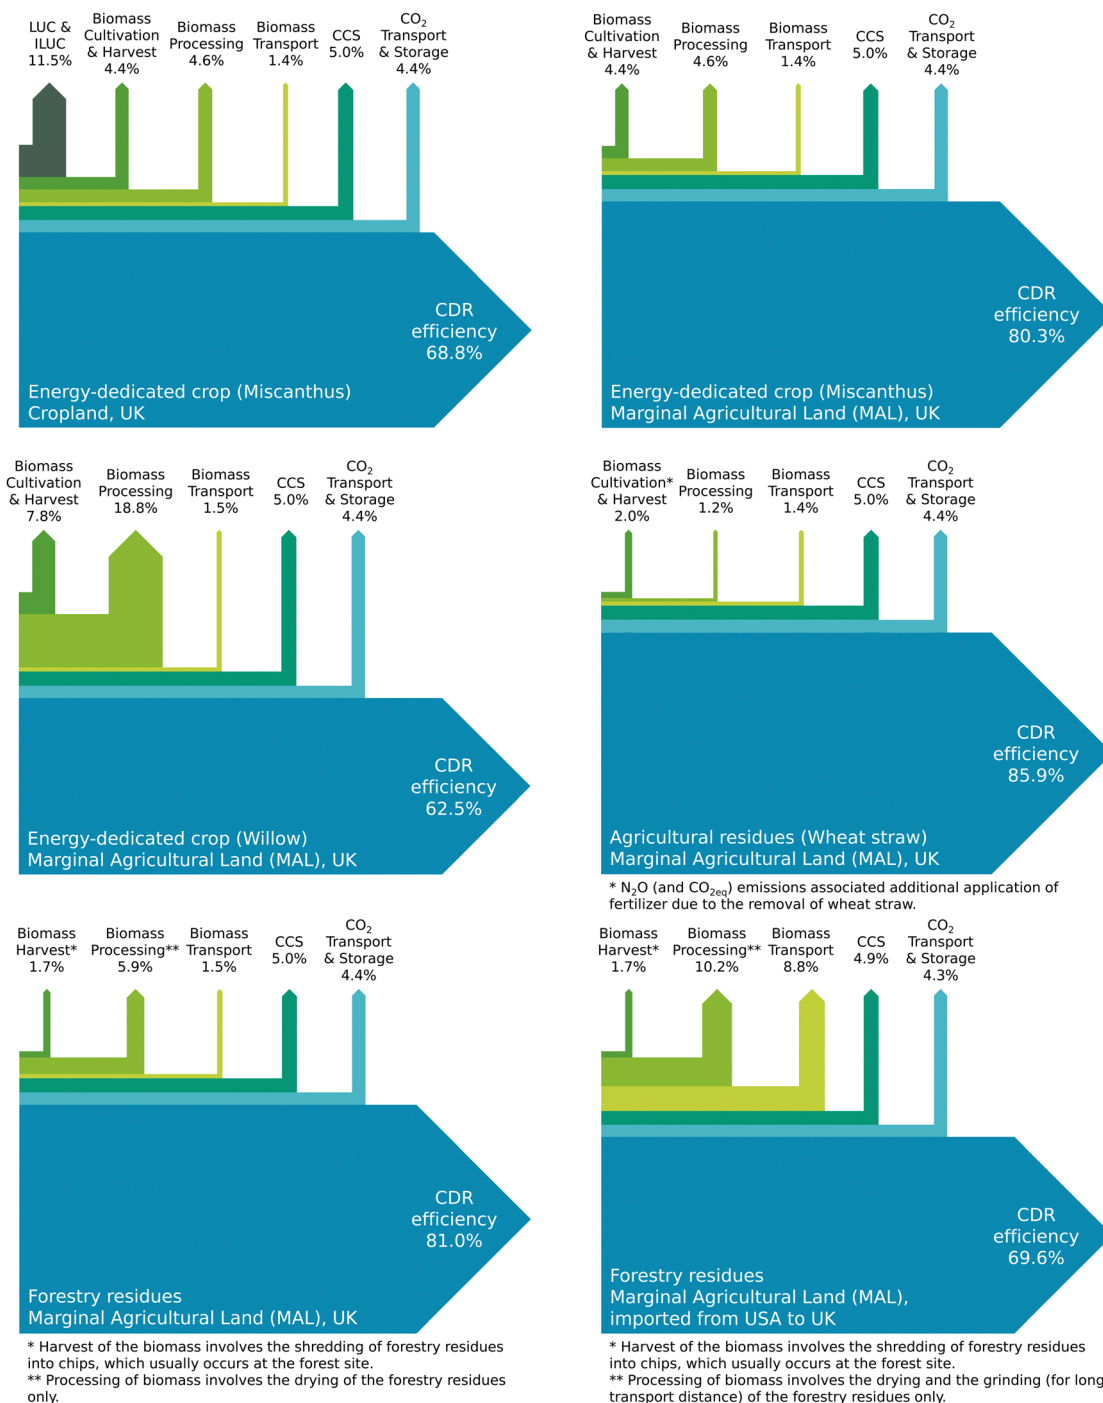 LUC &
ILUC
11.5%
Biomass
Cultivation
& Harvest
4.4%
Biomass
Processing
4.6%
Biomass
Transport
1.4%
CCS
5.0%
CO₂
Transport
& Storage
4.4%
CDR
efficiency
68.8%
Energy-dedicated crop (Miscanthus)
Cropland, UK
Biomass
Cultivation
& Harvest
4.4%
Biomass
Processing
4.6%
Biomass
Transport
1.4%
CCS
5.0%
CO₂
Transport
& Storage
4.4%
CDR
efficiency
80.3%
Energy-dedicated crop (Miscanthus)
Marginal Agricultural Land (MAL), UK
Biomass
Cultivation
& Harvest
7.8%
Biomass
Processing
18.8%
Biomass
Transport
1.5%
CCS
5.0%
CO₂
Transport
& Storage
4.4%
CDR
efficiency
62.5%
Energy-dedicated crop (Willow)
Marginal Agricultural Land (MAL), UK
Biomass
Cultivation*
& Harvest
2.0%
Biomass
Processing
1.2%
Biomass
Transport
1.4%
CCS
5.0%
CO₂
Transport
& Storage
4.4%
CDR
efficiency
85.9%
Agricultural residues (Wheat straw)
Marginal Agricultural Land (MAL), UK
* N₂O (and CO₂eq) emissions associated additional application of
fertilizer due to the removal of wheat straw.
Biomass
Harvest*
1.7%
Biomass
Processing**
5.9%
Biomass
Transport
1.5%
CCS
5.0%
CO₂
Transport
& Storage
4.4%
CDR
efficiency
81.0%
Forestry residues
Marginal Agricultural Land (MAL), UK
* Harvest of the biomass involves the shredding of forestry residues
into chips, which usually occurs at the forest site.
** Processing of biomass involves the drying of the forestry residues
only.
Biomass
Harvest*
1.7%
Biomass
Processing**
10.2%
Biomass
Transport
8.8%
CCS
4.9%
CO₂
Transport
& Storage
4.3%
CDR
efficiency
69.6%
Forestry residues
Marginal Agricultural Land (MAL),
imported from USA to UK
* Harvest of the biomass involves the shredding of forestry residues
into chips, which usually occurs at the forest site.
** Processing of biomass involves the drying and the grinding (for long
transport distance) of the forestry residues only.